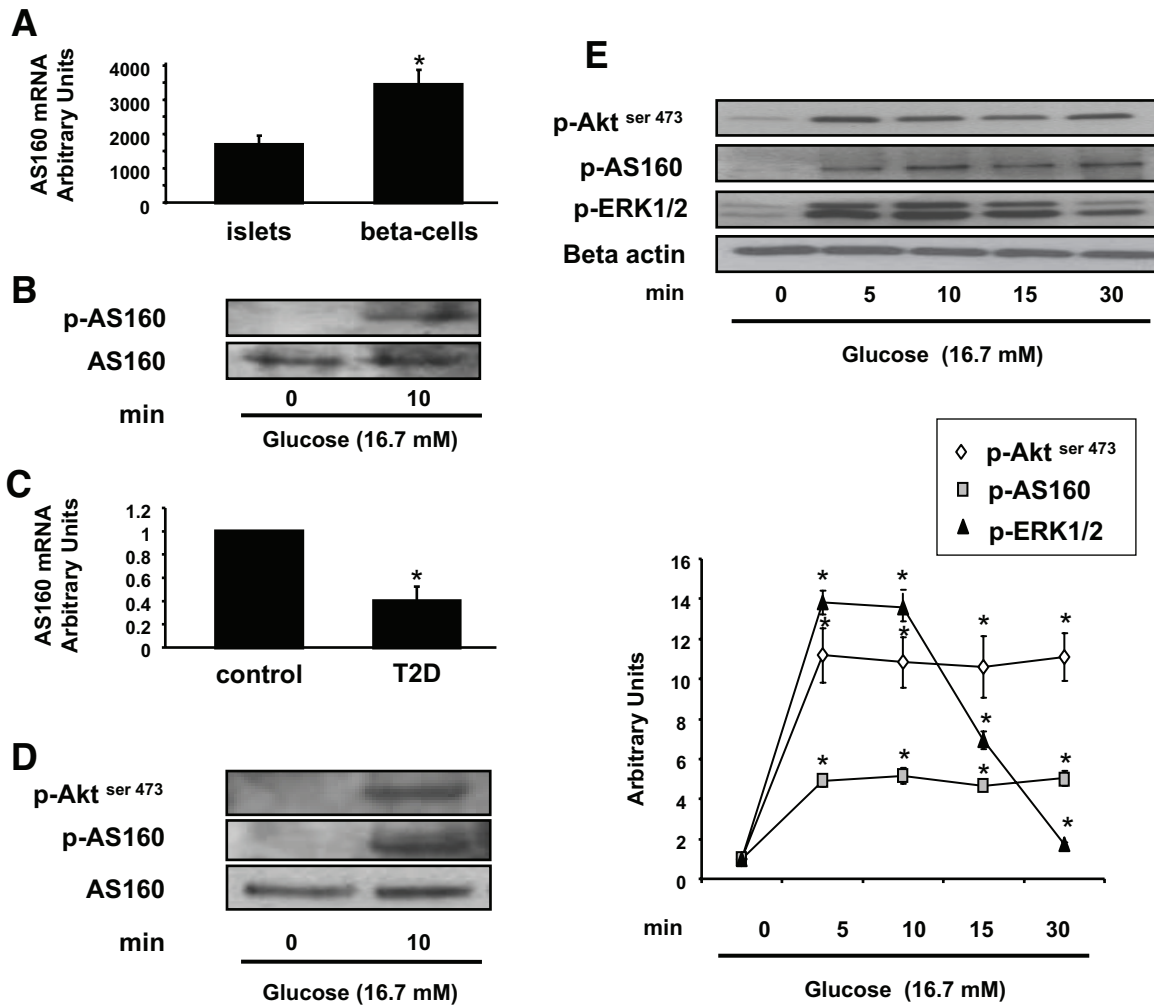 A
AS160 mRNA
Arbitrary Units
4000
3000
2000
1000
0
*
islets beta-cells
B
p-AS160
AS160
min 0 10
Glucose (16.7 mM)
C
AS160 mRNA
Arbitrary Units
1.2
1
0.8
0.6
0.4
0.2
0
*
control T2D
D
p-Akt ser 473
p-AS160
AS160
min 0 10
Glucose (16.7 mM)
E
p-Akt ser 473
p-AS160
p-ERK1/2
Beta actin
min 0 5 10 15 30
Glucose (16.7 mM)
p-Akt ser 473
p-AS160
p-ERK1/2
Arbitrary Units
16
14
12
10
8
6
4
2
0
* *
* * * *
*
* * * *
*
min 0 5 10 15 30
Glucose (16.7 mM)